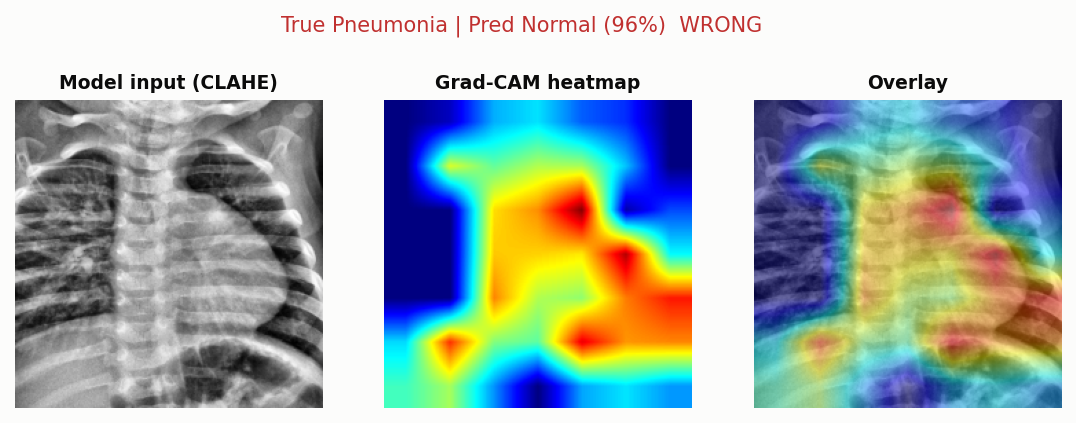 True Pneumonia | Pred Normal (96%)  WRONG
Model input (CLAHE)
Grad-CAM heatmap
Overlay